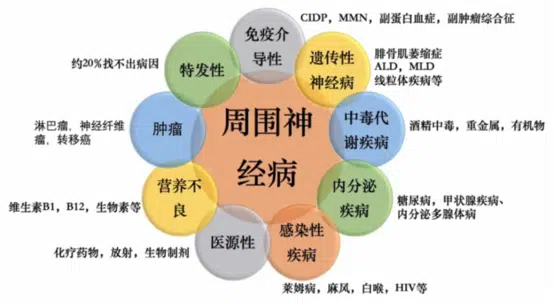 周围神
经病
免疫介
导性
CIDP，MMN，副蛋白血症，副肿瘤综合征
遗传性
神经病
腓骨肌萎缩症
ALD，MLD
线粒体疾病等
中毒代
谢疾病
酒精中毒，重金属，有机物
内分泌
疾病
糖尿病，甲状腺疾病、
内分泌多腺体病
感染性
疾病
莱姆病，麻风，白喉，HIV等
医源性
化疗药物，放射，生物制剂
营养不
良
维生素B1，B12，生物素等
肿瘤
淋巴瘤，神经纤维
瘤，转移癌
特发性
约20%找不出病因